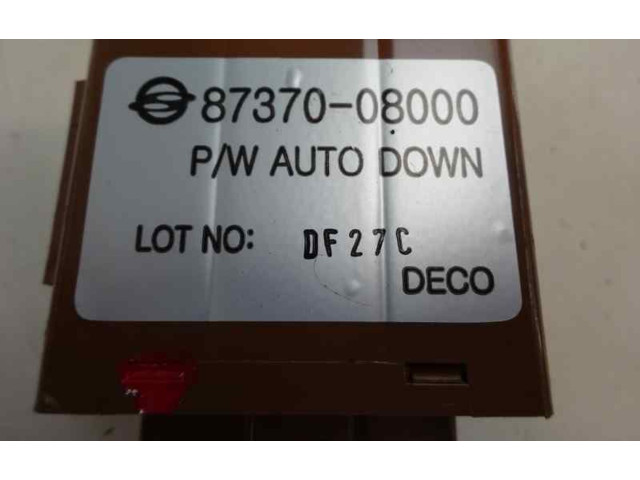 87370-08000
P/W AUTO DOWN
LOT NO: DF27C
DECO